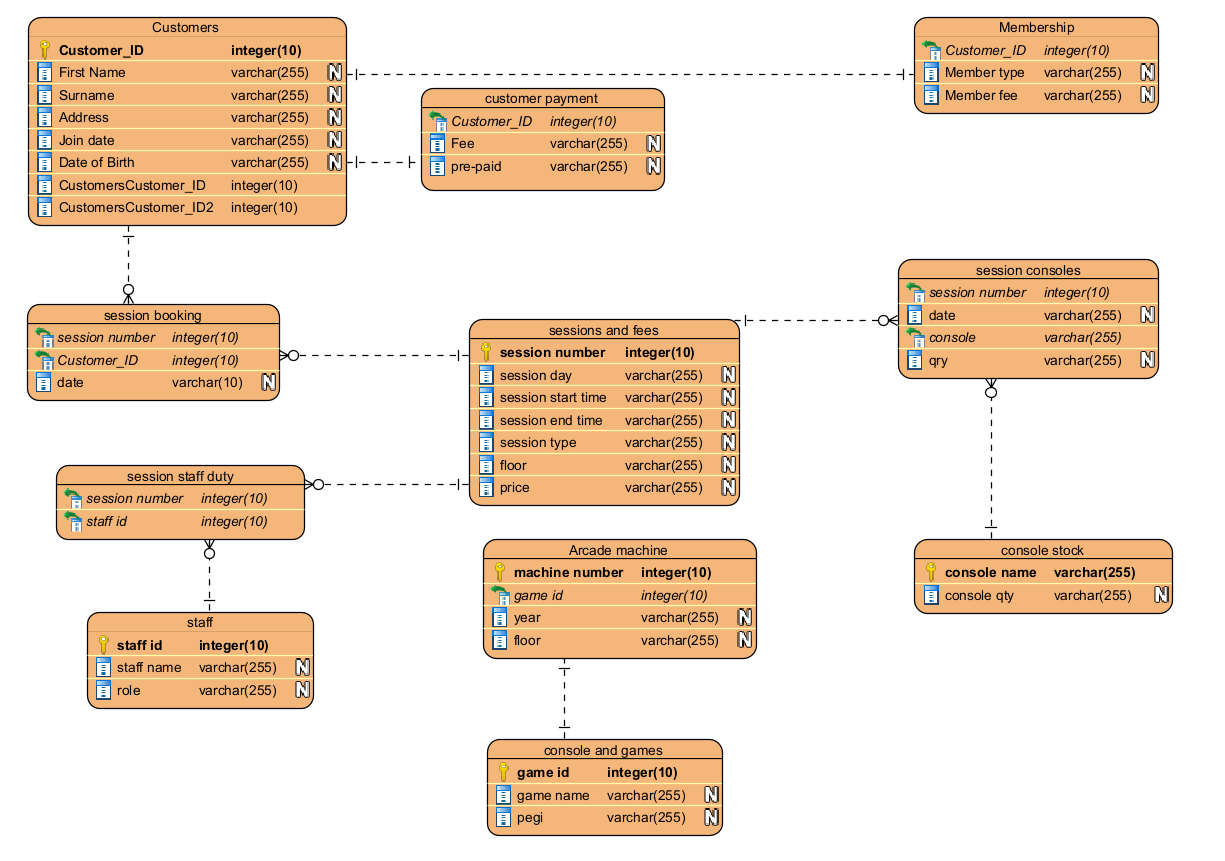 Customers
Customer_ID integer(10)
First Name varchar(255) N
Surname varchar(255) N
Address varchar(255) N
Join date varchar(255) N
Date of Birth varchar(255) N
CustomersCustomer_ID integer(10)
CustomersCustomer_ID2 integer(10)
Membership
Customer_ID integer(10)
Member type varchar(255) N
Member fee varchar(255) N
customer payment
Customer_ID integer(10)
Fee varchar(255) N
pre-paid varchar(255) N
session booking
session number integer(10)
Customer_ID integer(10)
date varchar(10) N
sessions and fees
session number integer(10)
session day varchar(255) N
session start time varchar(255) N
session end time varchar(255) N
session type varchar(255) N
floor varchar(255) N
price varchar(255) N
session consoles
session number integer(10)
date varchar(255) N
console varchar(255)
qry varchar(255) N
session staff duty
session number integer(10)
staff id integer(10)
Arcade machine
machine number integer(10)
game id integer(10)
year varchar(255) N
floor varchar(255) N
console stock
console name varchar(255)
console qty varchar(255) N
staff
staff id integer(10)
staff name varchar(255) N
role varchar(255) N
console and games
game id integer(10)
game name varchar(255) N
pegi varchar(255) N